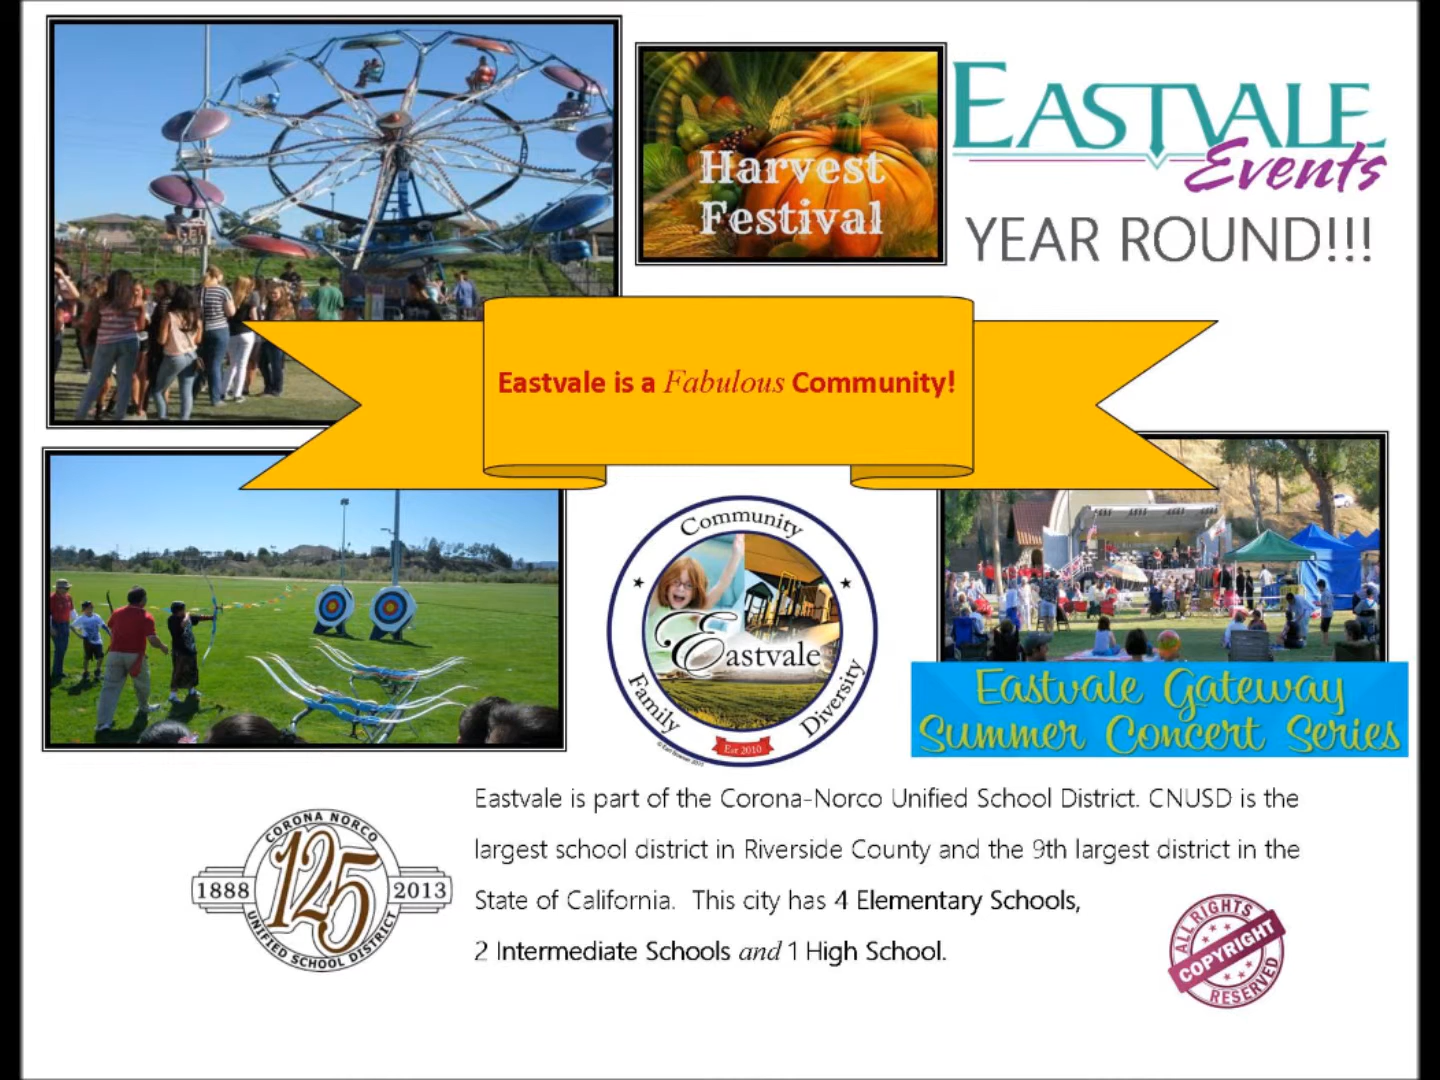 Harvest
Festival
EASTVALE
Events
YEAR ROUND!!!
Eastvale is a Fabulous Community!
Community
Eastvale
Family
Diversity
Est 2010
Eastvale Gateway
Summer Concert Series
CORONA NORCO
1888 125 2013
UNIFIED SCHOOL DISTRICT
Eastvale is part of the Corona-Norco Unified School District. CNUSD is the
largest school district in Riverside County and the 9th largest district in the
State of California. This city has 4 Elementary Schools,
2 Intermediate Schools and 1 High School.
ALL RIGHTS
COPYRIGHT
RESERVED